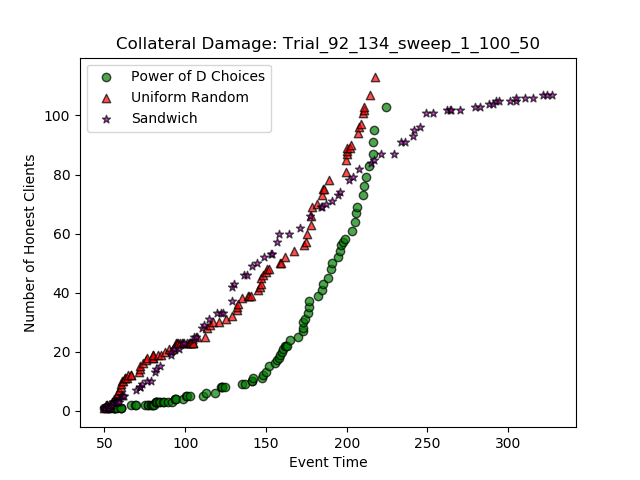 Collateral Damage: Trial_92_134_sweep_1_100_50
Power of D Choices
Uniform Random
Sandwich
Number of Honest Clients
100
80
60
40
20
0
50
100
150
200
250
300
Event Time